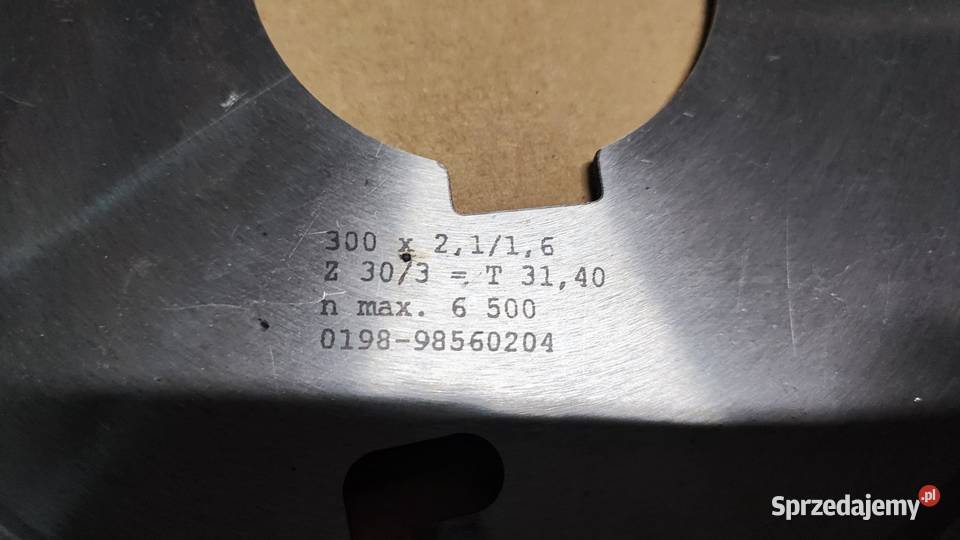 300 x 2,1/1,6
Z 30/3 = T 31,40
n max. 6 500
0198-98560204
Sprzedajemy.pl